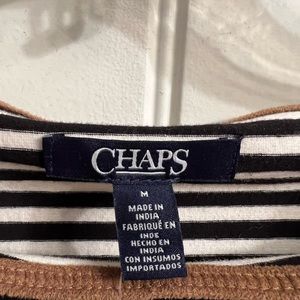 CHAPS
M
MADE IN
INDIA
FABRIQUÉ EN
INDE
HECHO EN
INDIA
CON INSUMOS
IMPORTADOS